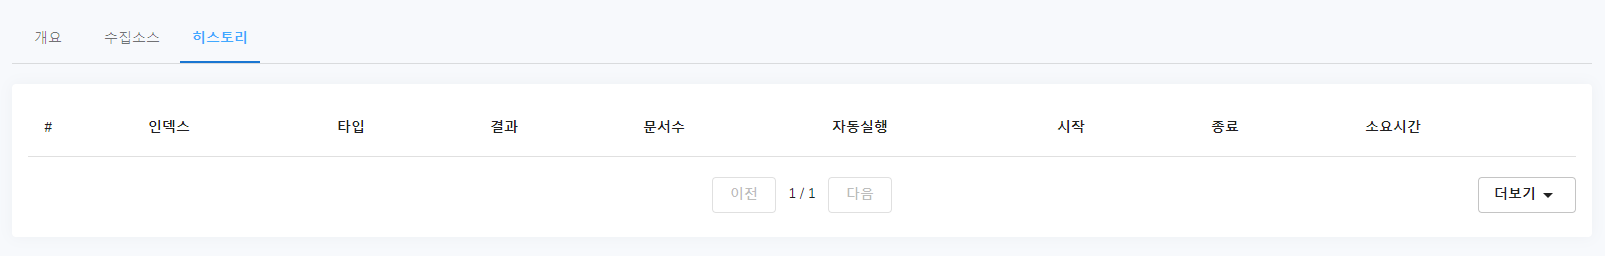 개요 수집소스 히스토리
# 인덱스 타입 결과 문서수 자동실행 시작 종료 소요시간
이전 1 / 1 다음 더보기